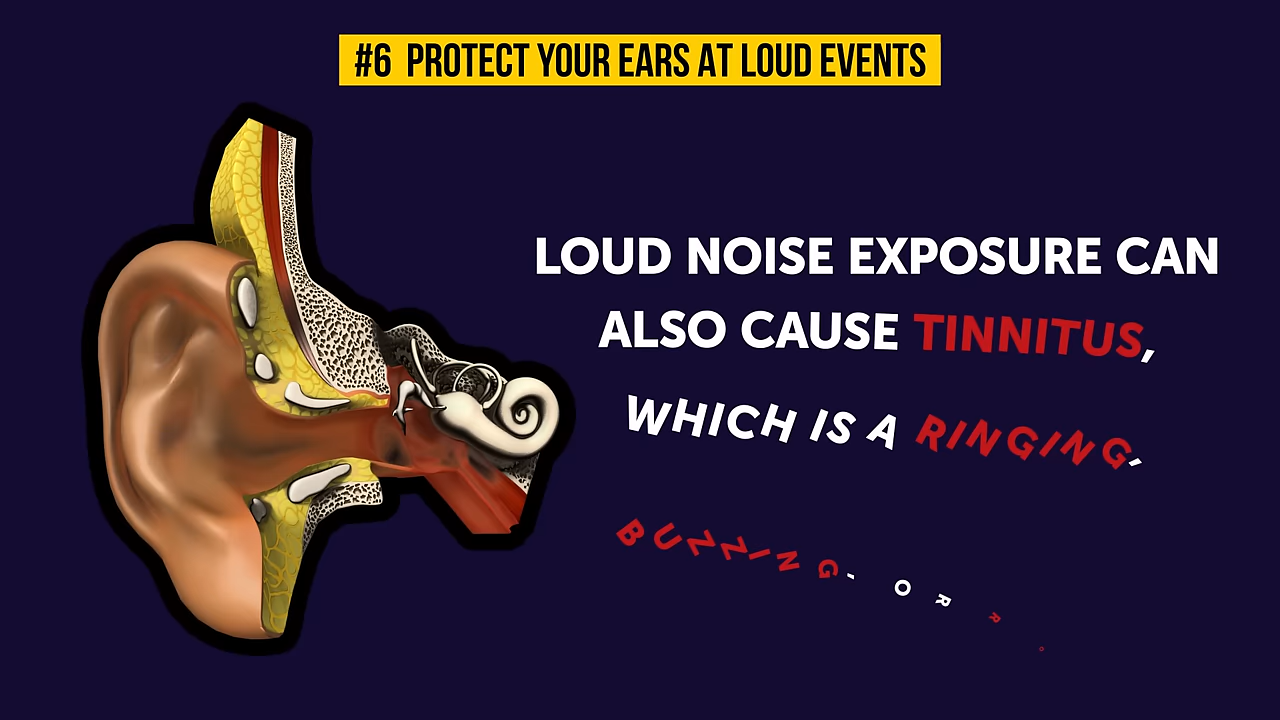 #6 PROTECT YOUR EARS AT LOUD EVENTS
LOUD NOISE EXPOSURE CAN
ALSO CAUSE TINNITUS,
WHICH IS A RINGING,
BUZZING, OR R O